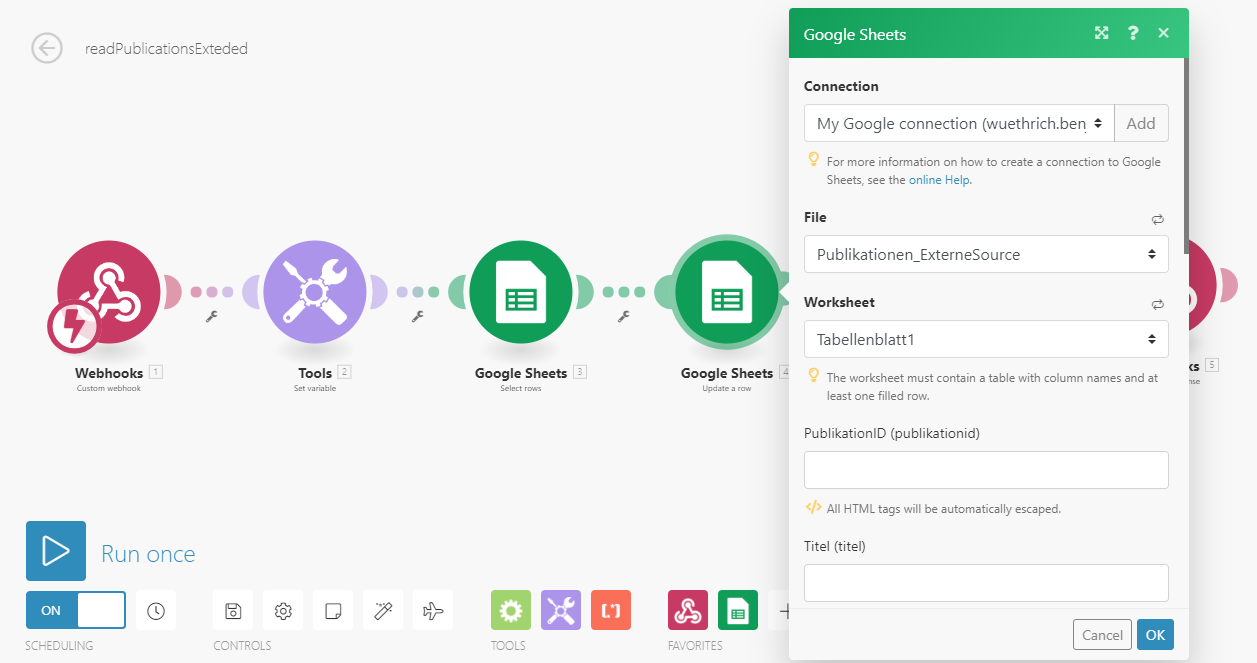 readPublicationsExteded
Google Sheets
?
Connection
My Google connection (wuethrich.ben
Add
For more information on how to create a connection to Google
Sheets, see the online Help.
File
Publikationen_ExterneSource
Worksheet
Tabellenblatt1
The worksheet must contain a table with column names and at
least one filled row.
PublikationID (publikationid)
</> All HTML tags will be automatically escaped.
Titel (titel)
Cancel
OK
Webhooks 1
Custom webhook
Tools 2
Set variable
Google Sheets 3
Select rows
Google Sheets 4
Update a row
ks 5
nse
Run once
ON
SCHEDULING
CONTROLS
[.*]
TOOLS
FAVORITES